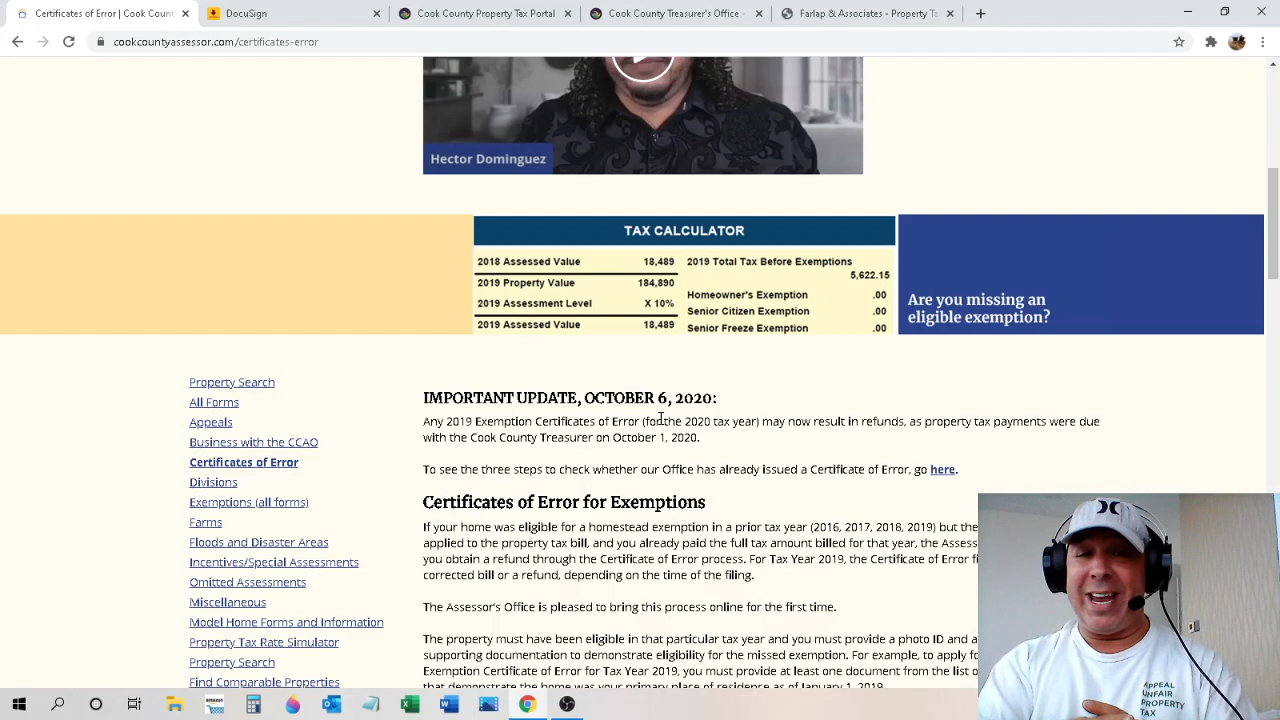 Certificates of Error | Cook Count
DocuSign
Cook County Property Tax Portal
Cook County Treasurer's Office -
Farlap & Associates - Property Ta
cookcountyassessor.com/certificates-error
Hector Dominguez
TAX CALCULATOR
2018 Assessed Value 18,489
2019 Property Value 184,890
2019 Assessment Level X 10%
2019 Assessed Value 18,489
2019 Total Tax Before Exemptions
5,622.15
Homeowner's Exemption .00
Senior Citizen Exemption .00
Senior Freeze Exemption .00
Are you missing an
eligible exemption?
Property Search
All Forms
Appeals
Business with the CCAO
Certificates of Error
Divisions
Exemptions (all forms)
Farms
Floods and Disaster Areas
Incentives/Special Assessments
Omitted Assessments
Miscellaneous
Model Home Forms and Information
Property Tax Rate Simulator
Property Search
Find Comparable Properties
IMPORTANT UPDATE, OCTOBER 6, 2020:
Any 2019 Exemption Certificates of Error (for the 2020 tax year) may now result in refunds, as property tax payments were due
with the Cook County Treasurer on October 1, 2020.
To see the three steps to check whether our Office has already issued a Certificate of Error, go here.
Certificates of Error for Exemptions
If your home was eligible for a homestead exemption in a prior tax year (2016, 2017, 2018, 2019) but the
applied to the property tax bill, and you already paid the full tax amount billed for that year, the Assess
you obtain a refund through the Certificate of Error process. For Tax Year 2019, the Certificate of Error fi
corrected bill or a refund, depending on the time of the filing.
The Assessor's Office is pleased to bring this process online for the first time.
The property must have been eligible in that particular tax year and you must provide a photo ID and a
supporting documentation to demonstrate eligibility for the missed exemption. For example, to apply fo
Exemption Certificate of Error for Tax Year 2019, you must provide at least one document from the list o
that demonstrate the home was your primary place of residence as of January 1, 2019.
APPEAL
UNFAIR
PROPERTY
TAX
amazon